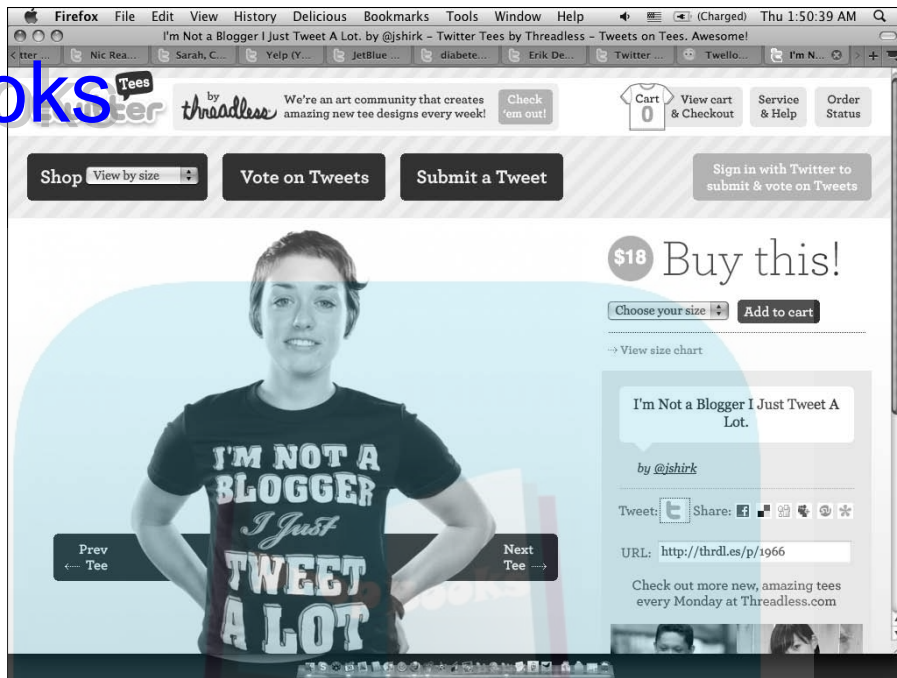 Firefox File Edit View History Delicious Bookmarks Tools Window Help (Charged) Thu 1:50:39 AM
I'm Not a Blogger I Just Tweet A Lot. by @jshirk – Twitter Tees by Threadless – Tweets on Tees. Awesome!
tter ... Nic Rea... Sarah, C... Yelp (Y... JetBlue ... diabete... Erik De... Twitter ... Twello... I'm N...
oks
Tees
by threadless
We're an art community that creates
amazing new tee designs every week!
Check
'em out!
Cart
0
View cart
& Checkout
Service
& Help
Order
Status
Shop View by size
Vote on Tweets
Submit a Tweet
Sign in with Twitter to
submit & vote on Tweets
$18 Buy this!
Choose your size Add to cart
View size chart
I'M NOT A
BLOGGER
I Just
TWEET
A LOT
Prev
Tee
Next
Tee
I'm Not a Blogger I Just Tweet A
Lot.
by @jshirk
Tweet: Share:
URL: http://thrdl.es/p/1966
Check out more new, amazing tees
every Monday at Threadless.com